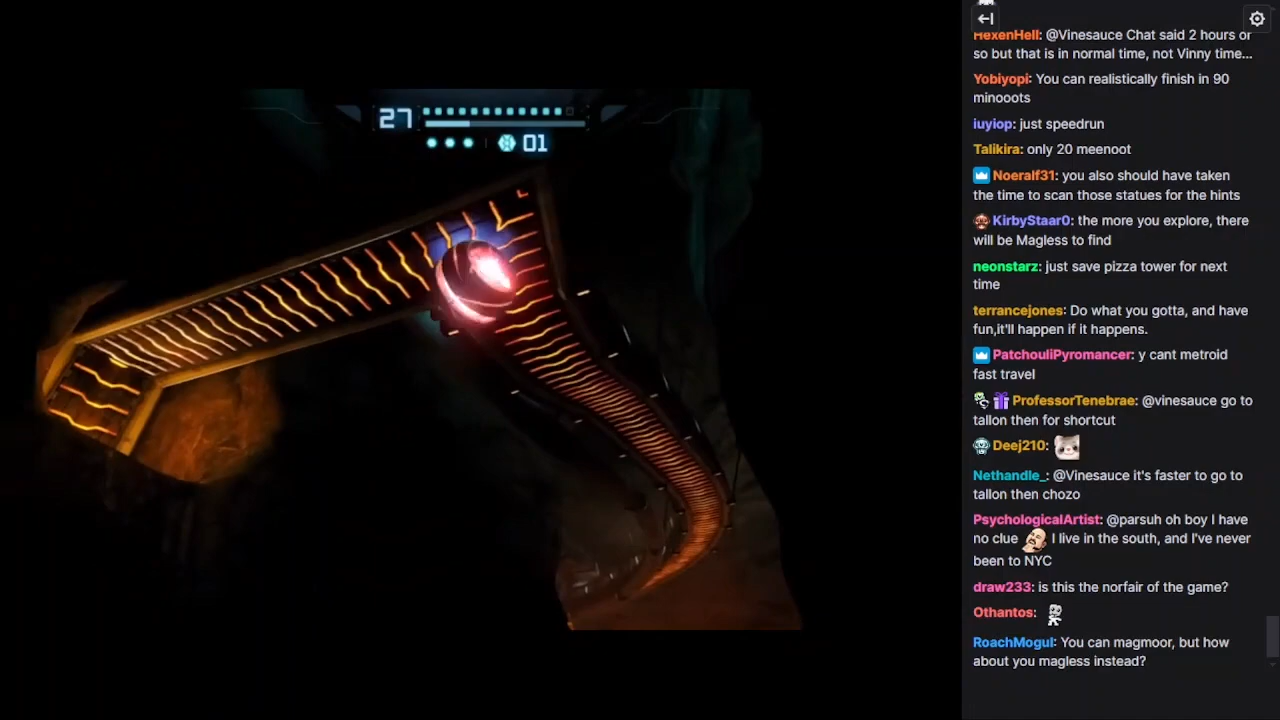 27
01
HexenHell: @Vinesauce Chat said 2 hours or
so but that is in normal time, not Vinny time...
Yobiyopi: You can realistically finish in 90
minooots
iuyiop: just speedrun
Talikira: only 20 meenoot
Noeralf31: you also should have taken
the time to scan those statues for the hints
KirbyStaar0: the more you explore, there
will be Magless to find
neonstarz: just save pizza tower for next
time
terrancejones: Do what you gotta, and have
fun,it'll happen if it happens.
PatchouliPyromancer: y cant metroid
fast travel
ProfessorTenebrae: @vinesauce go to
tallon then for shortcut
Deej210:
Nethandle_: @Vinesauce it's faster to go to
tallon then chozo
PsychologicalArtist: @parsuh oh boy I have
no clue I live in the south, and I've never
been to NYC
draw233: is this the norfair of the game?
Othantos:
RoachMogul: You can magmoor, but how
about you magless instead?